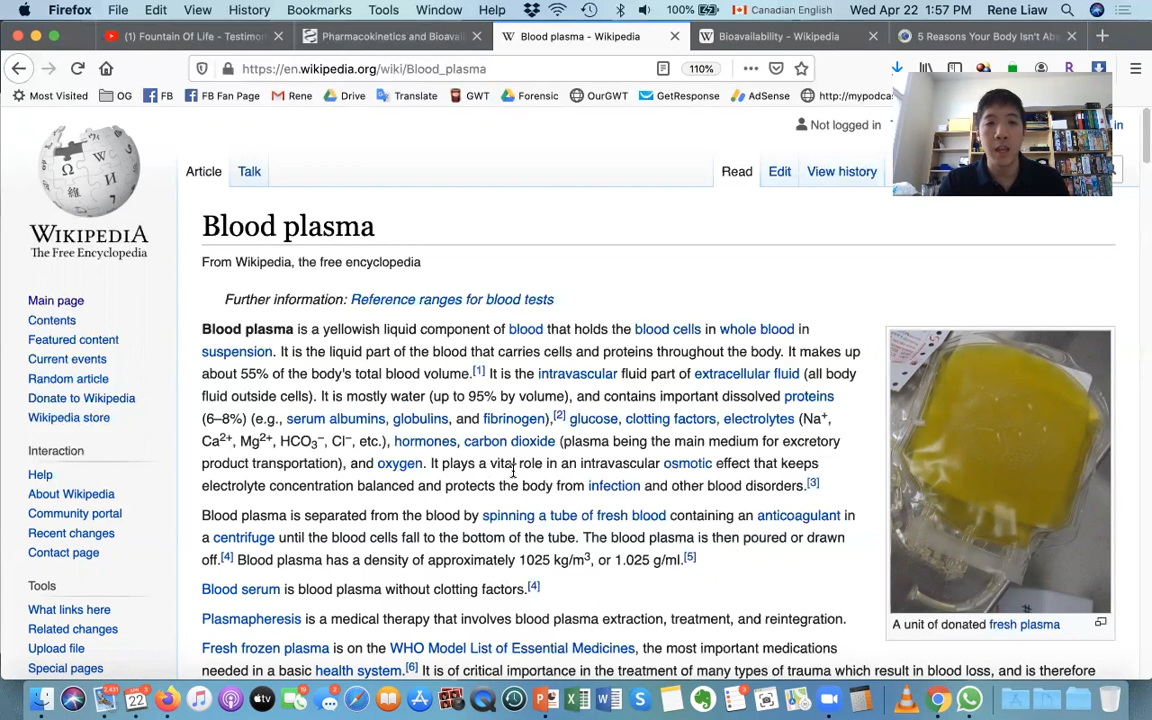 Firefox File Edit View History Bookmarks Tools Window Help 100% Canadian English Wed Apr 22 1:57 PM Rene Liaw
(1) Fountain Of Life - Testimor Pharmacokinetics and Bioavai Blood plasma - Wikipedia Bioavailability - Wikipedia 5 Reasons Your Body Isn't Abs
https://en.wikipedia.org/wiki/Blood_plasma 110%
Most Visited OG FB FB Fan Page Rene Drive Translate GWT Forensic OurGWT GetResponse AdSense http://mypodca
Not logged in in
Article Talk Read Edit View history
WIKIPEDIA
The Free Encyclopedia
Main page
Contents
Featured content
Current events
Random article
Donate to Wikipedia
Wikipedia store
Interaction
Help
About Wikipedia
Community portal
Recent changes
Contact page
Tools
What links here
Related changes
Upload file
Special pages
Blood plasma
From Wikipedia, the free encyclopedia
Further information: Reference ranges for blood tests
Blood plasma is a yellowish liquid component of blood that holds the blood cells in whole blood in
suspension. It is the liquid part of the blood that carries cells and proteins throughout the body. It makes up
about 55% of the body's total blood volume.[1] It is the intravascular fluid part of extracellular fluid (all body
fluid outside cells). It is mostly water (up to 95% by volume), and contains important dissolved proteins
(6–8%) (e.g., serum albumins, globulins, and fibrinogen),[2] glucose, clotting factors, electrolytes (Na+,
Ca2+, Mg2+, HCO3−, Cl−, etc.), hormones, carbon dioxide (plasma being the main medium for excretory
product transportation), and oxygen. It plays a vital role in an intravascular osmotic effect that keeps
electrolyte concentration balanced and protects the body from infection and other blood disorders.[3]
Blood plasma is separated from the blood by spinning a tube of fresh blood containing an anticoagulant in
a centrifuge until the blood cells fall to the bottom of the tube. The blood plasma is then poured or drawn
off.[4] Blood plasma has a density of approximately 1025 kg/m3, or 1.025 g/ml.[5]
Blood serum is blood plasma without clotting factors.[4]
Plasmapheresis is a medical therapy that involves blood plasma extraction, treatment, and reintegration.
Fresh frozen plasma is on the WHO Model List of Essential Medicines, the most important medications
needed in a basic health system.[6] It is of critical importance in the treatment of many types of trauma which result in blood loss, and is therefore
A unit of donated fresh plasma